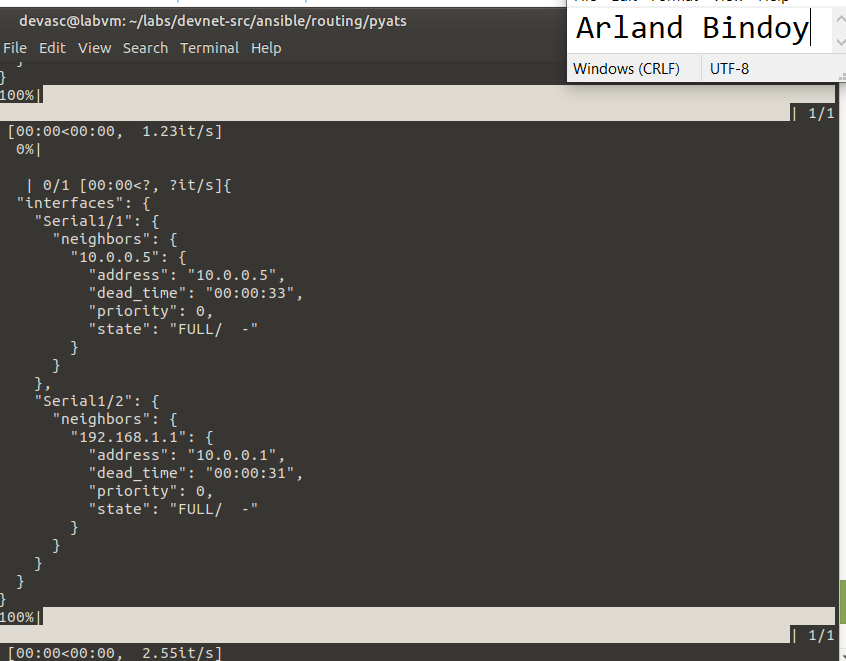 devasc@labvm: ~/labs/devnet-src/ansible/routing/pyats
File Edit View Search Terminal Help
Arland Bindoy
Windows (CRLF) UTF-8
}
100%|
| 1/1
[00:00<00:00,  1.23it/s]
  0%|
   | 0/1 [00:00<?, ?it/s]{
  "interfaces": {
    "Serial1/1": {
      "neighbors": {
        "10.0.0.5": {
          "address": "10.0.0.5",
          "dead_time": "00:00:33",
          "priority": 0,
          "state": "FULL/  -"
        }
      }
    },
    "Serial1/2": {
      "neighbors": {
        "192.168.1.1": {
          "address": "10.0.0.1",
          "dead_time": "00:00:31",
          "priority": 0,
          "state": "FULL/  -"
        }
      }
    }
  }
}
100%|
| 1/1
[00:00<00:00,  2.55it/s]